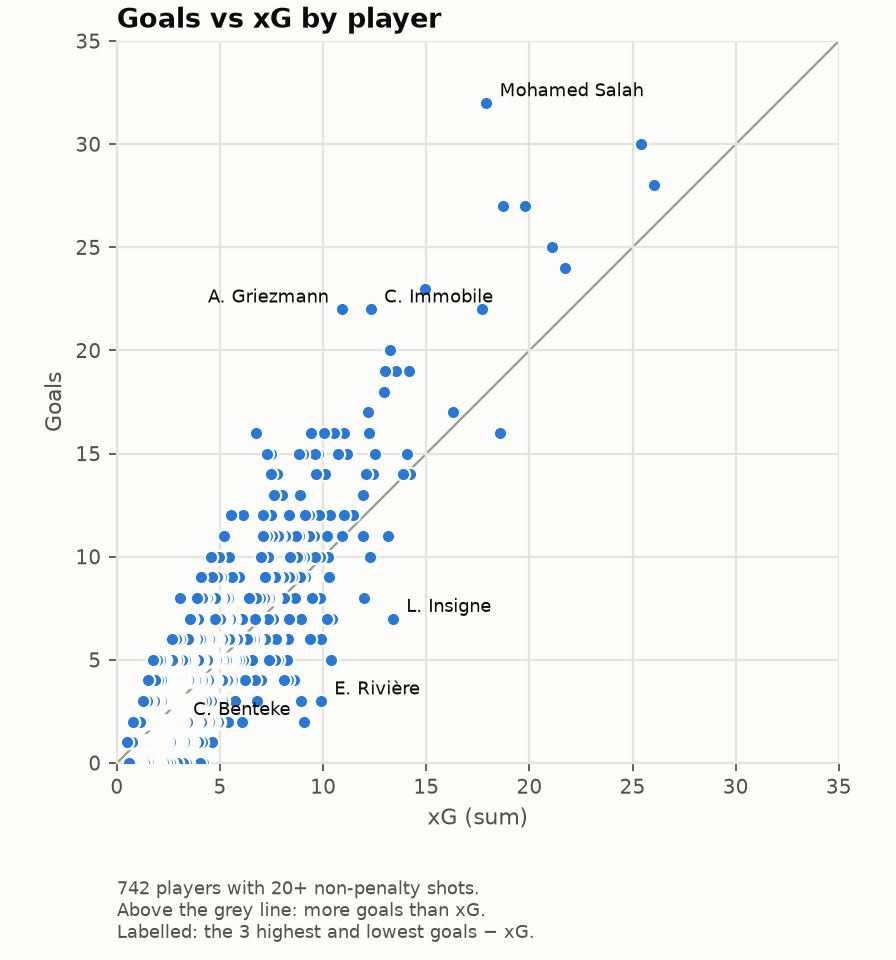 Goals vs xG by player
35
30
25
20
15
10
5
0
Goals
Mohamed Salah
A. Griezmann
C. Immobile
L. Insigne
E. Rivière
C. Benteke
0 5 10 15 20 25 30 35
xG (sum)
742 players with 20+ non-penalty shots.
Above the grey line: more goals than xG.
Labelled: the 3 highest and lowest goals − xG.